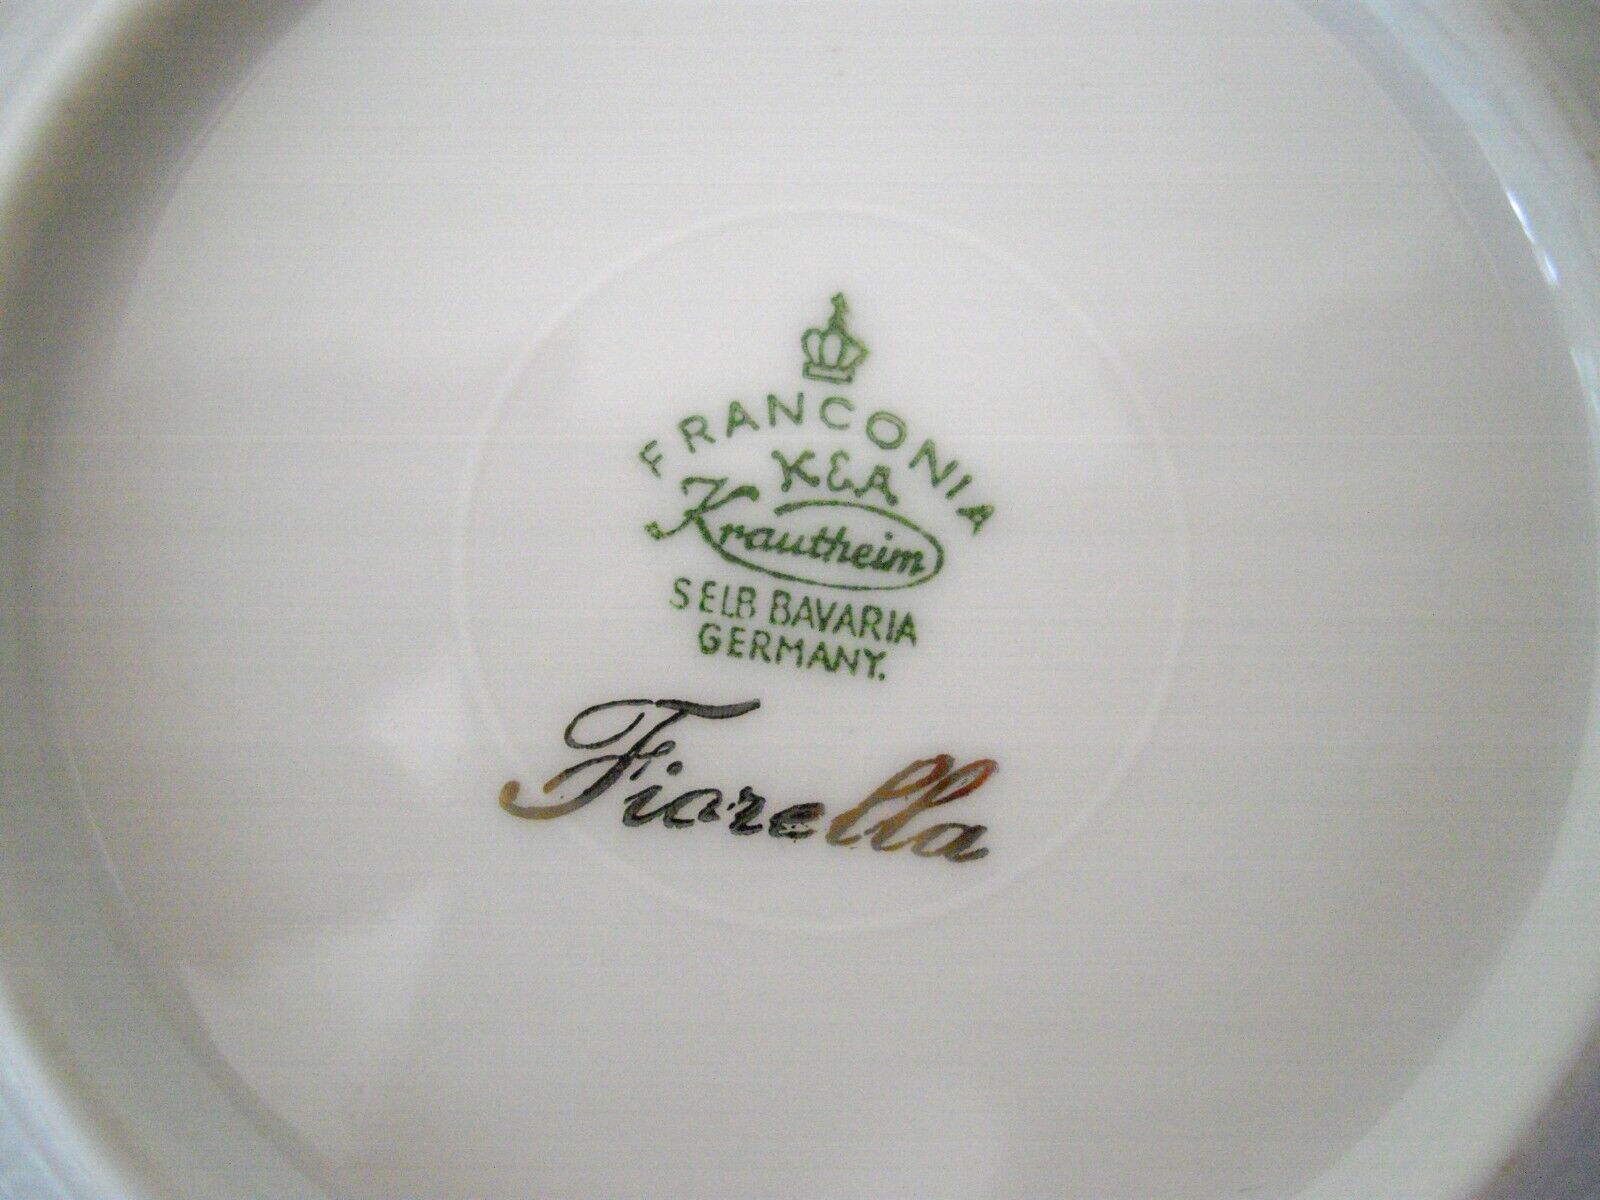 FRANCONIA
K&A
Krautheim
SELB BAVARIA
GERMANY.
Fiorella